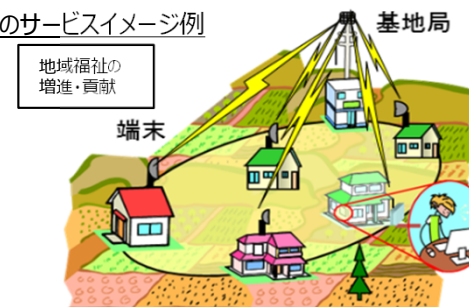 のサービスイメージ例
基地局
地域福祉の
増進・貢献
端末